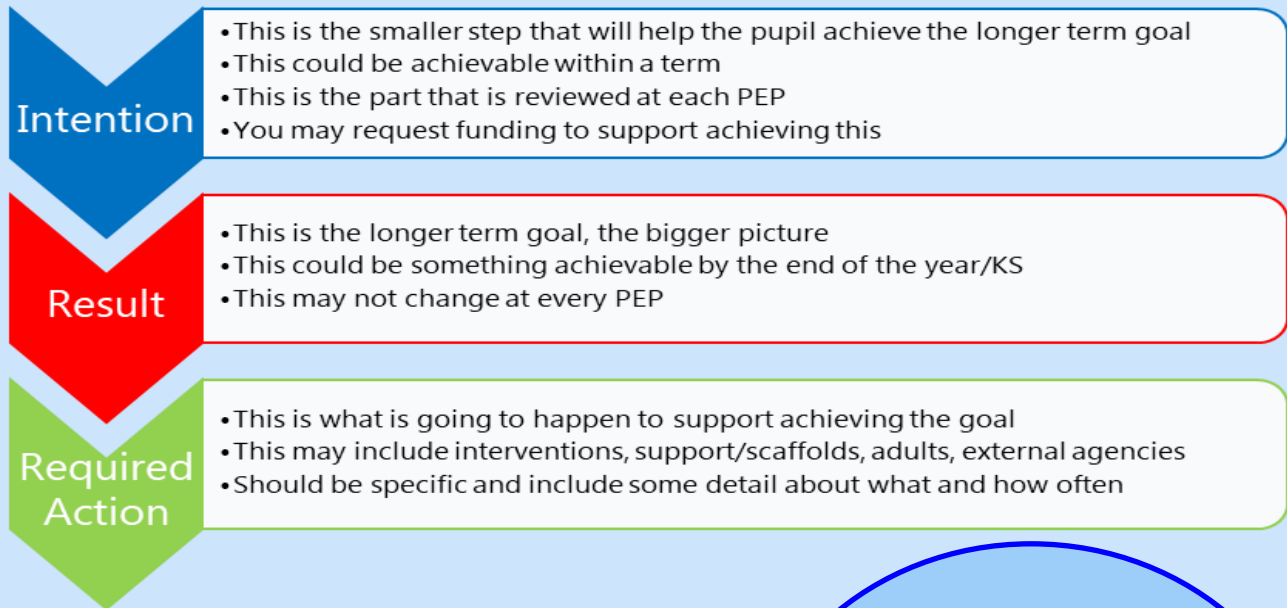 Intention
•This is the smaller step that will help the pupil achieve the longer term goal
•This could be achievable within a term
•This is the part that is reviewed at each PEP
•You may request funding to support achieving this
Result
•This is the longer term goal, the bigger picture
•This could be something achievable by the end of the year/KS
•This may not change at every PEP
Required
Action
•This is what is going to happen to support achieving the goal
•This may include interventions, support/scaffolds, adults, external agencies
•Should be specific and include some detail about what and how often